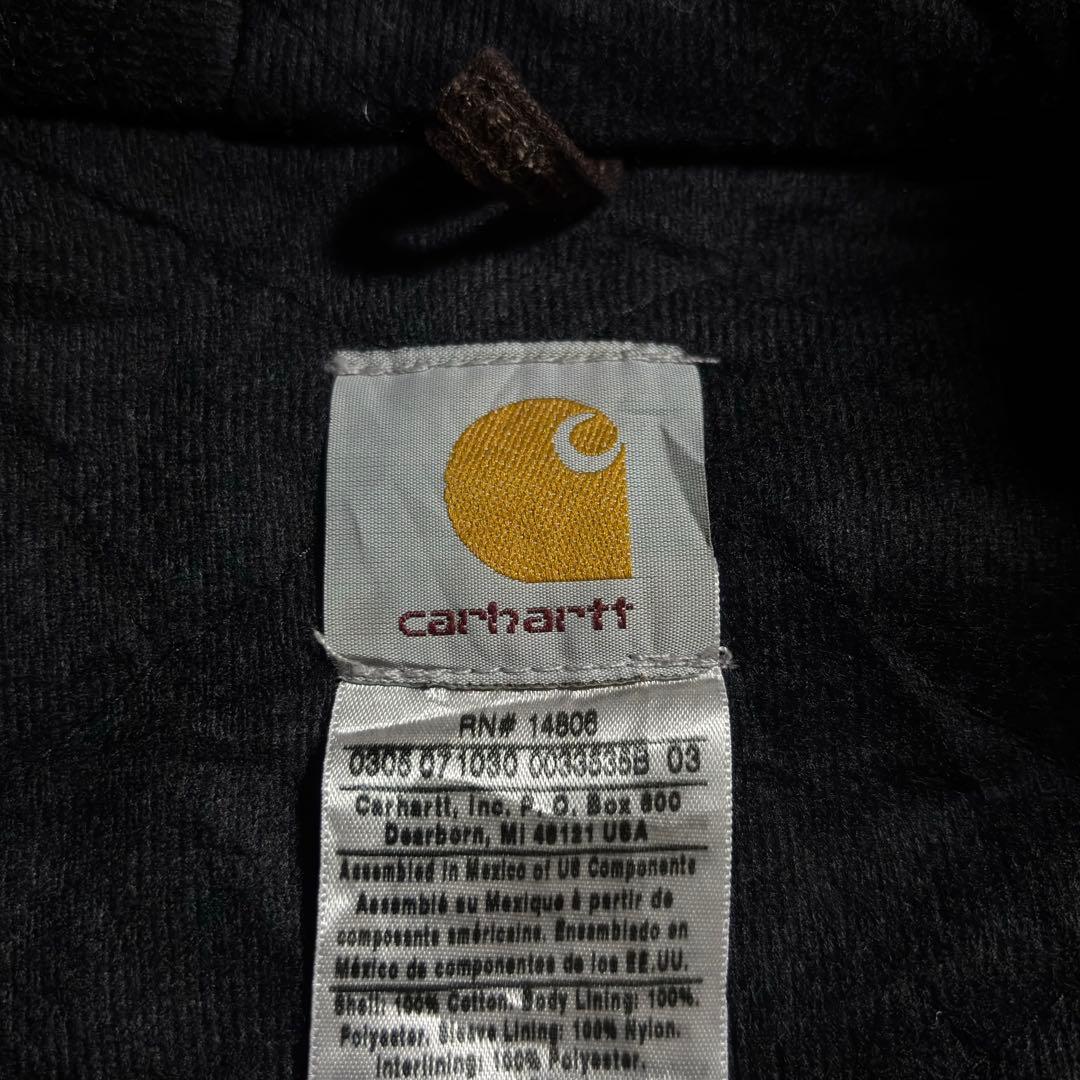 carhartt
RN# 14806
0305 071030 0033535B 03
Carhartt, Inc. P. O. Box 600
Dearborn, MI 48121 USA
Assembled in Mexico of US Components
Assemblé au Mexique à partir de
composants américains. Ensamblado en
México de componentes de los EE.UU.
Shell: 100% Cotton. Body Lining: 100%
Polyester. Sleeve Lining: 100% Nylon.
Interlining: 100% Polyester.